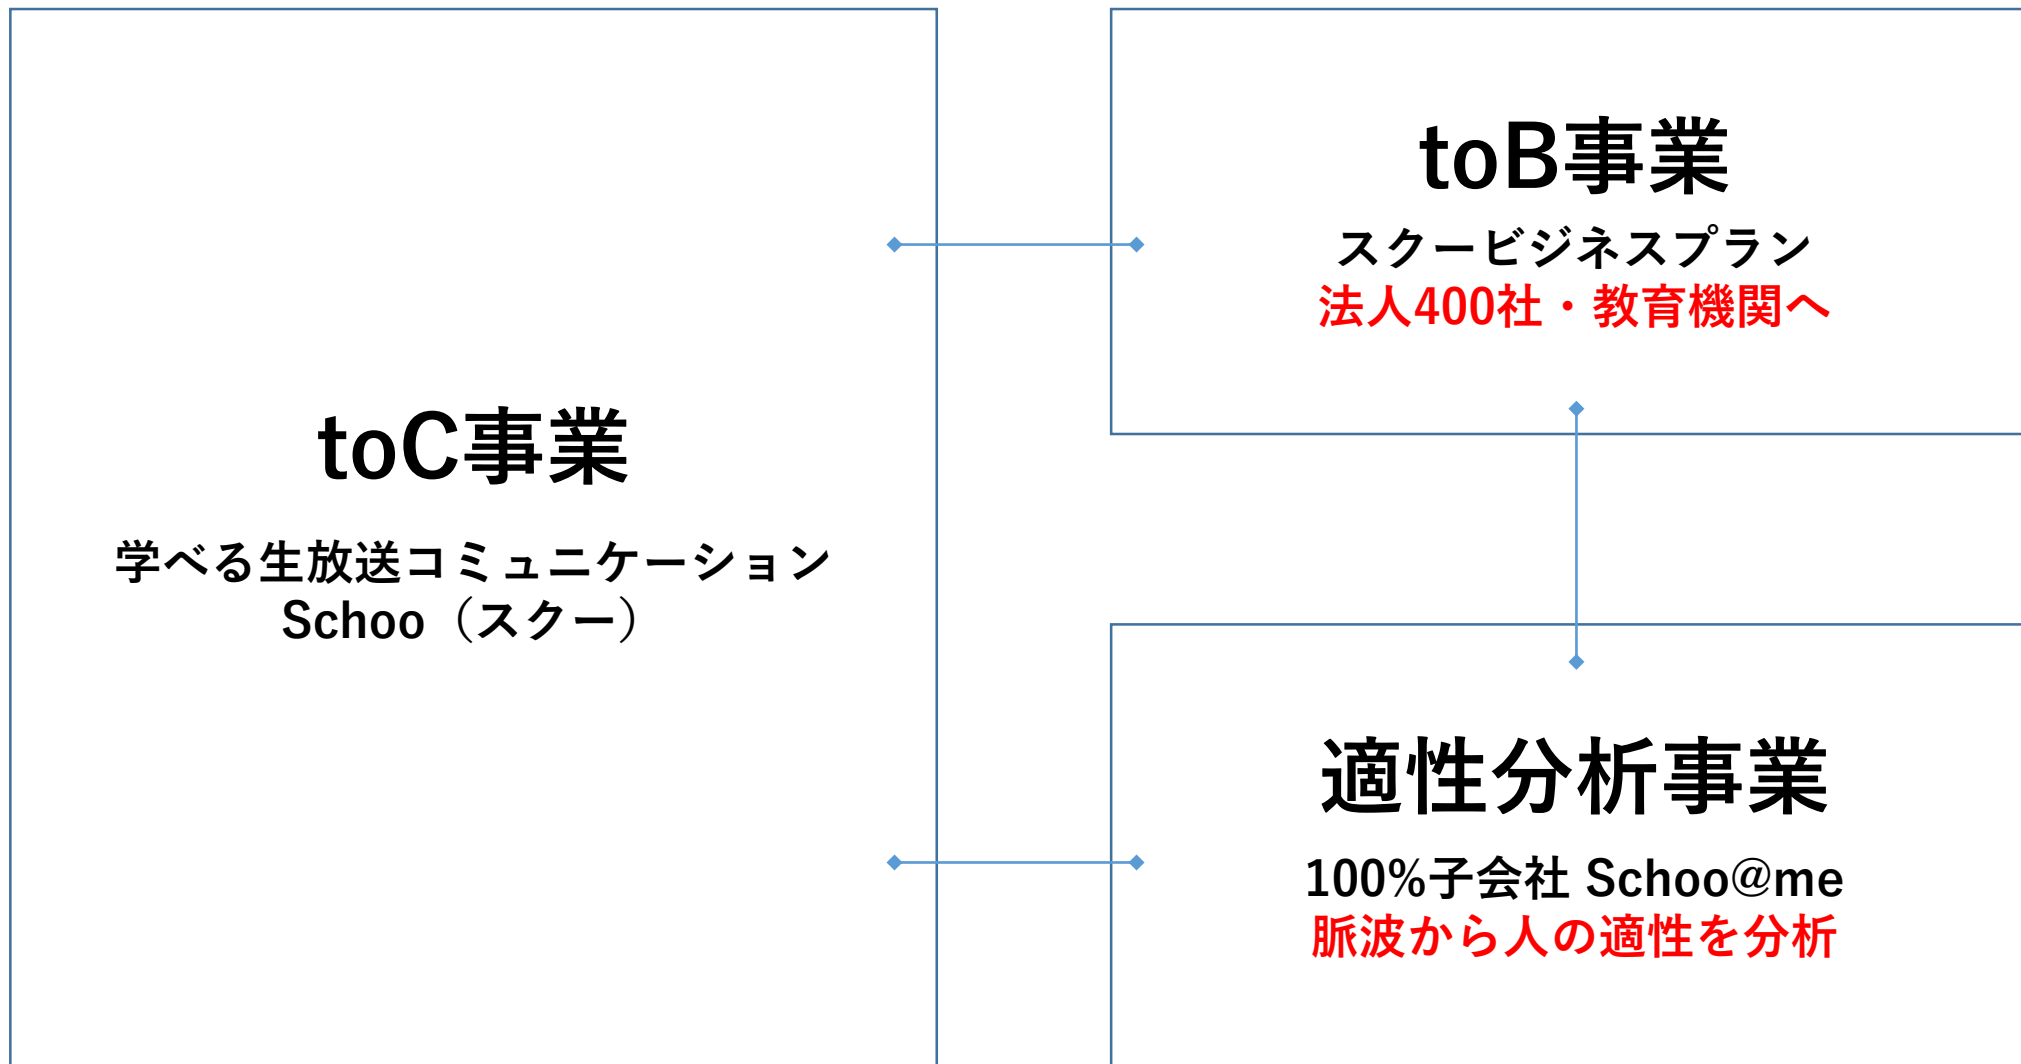 toC事業
学べる生放送コミュニケーション
Schoo（スクー）
toB事業
スクービジネスプラン
法人400社・教育機関へ
適性分析事業
100%子会社 Schoo@me
脈波から人の適性を分析